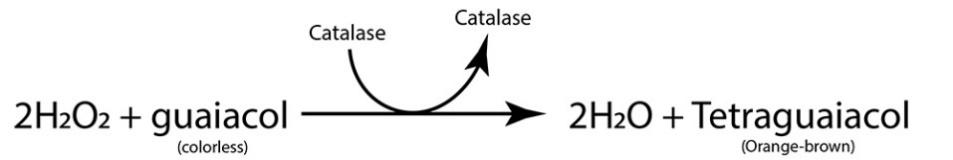 Catalase
Catalase
2H₂O₂ + guaiacol 2H₂O + Tetraguaiacol
(colorless) (Orange-brown)